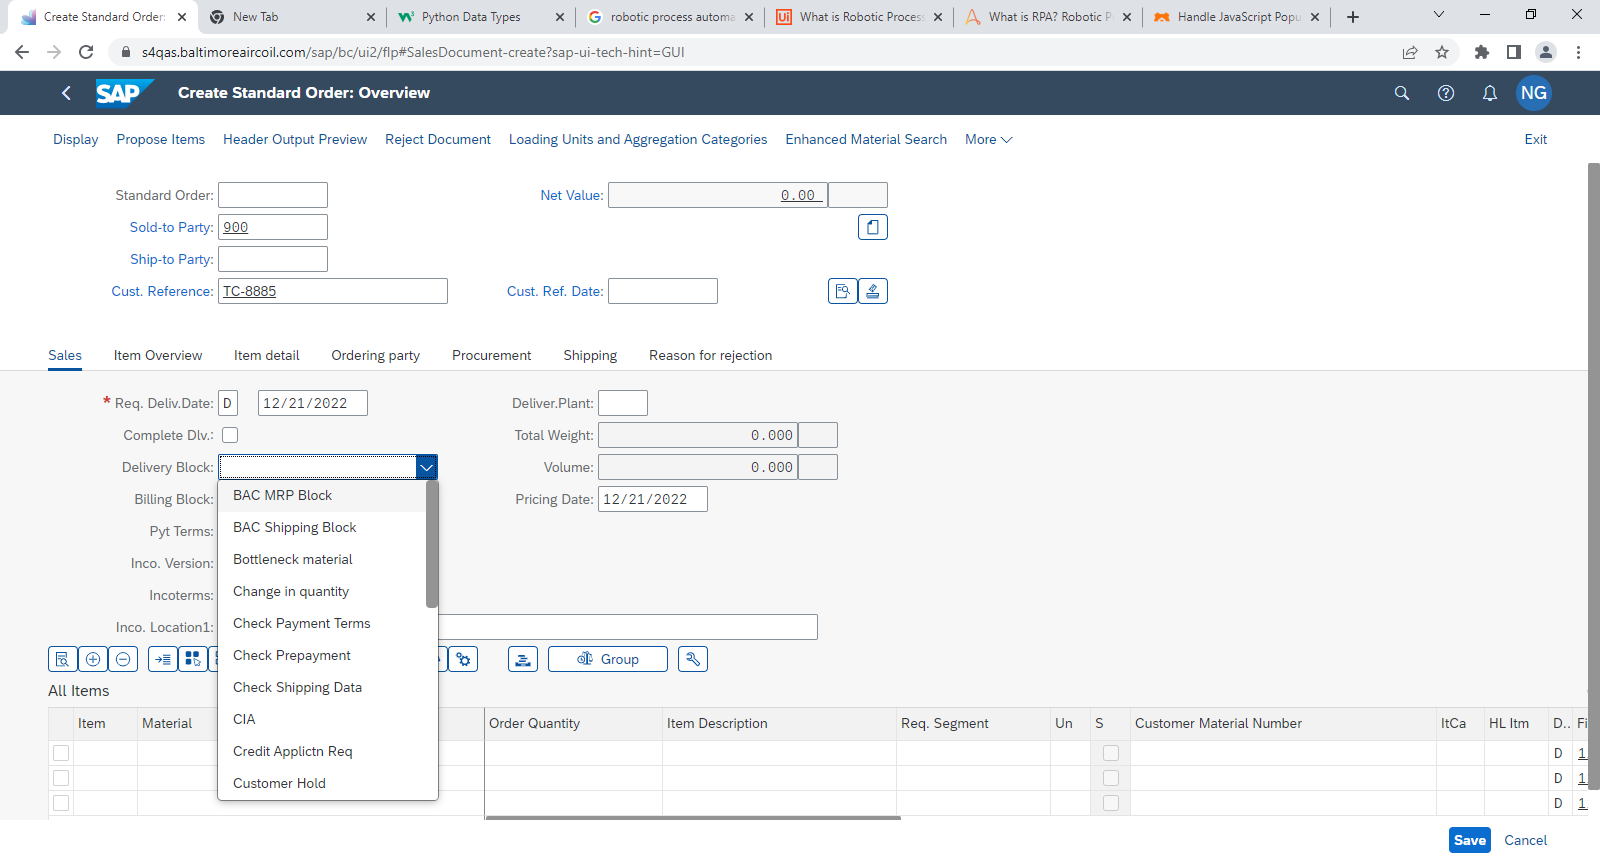 Create Standard Order:
New Tab
Python Data Types
robotic process automa
What is Robotic Process
What is RPA? Robotic P
Handle JavaScript Popu
s4qas.baltimoreaircoil.com/sap/bc/ui2/flp#SalesDocument-create?sap-ui-tech-hint=GUI
SAP Create Standard Order: Overview NG
Display Propose Items Header Output Preview Reject Document Loading Units and Aggregation Categories Enhanced Material Search More Exit
Standard Order: Net Value: 0.00
Sold-to Party: 900
Ship-to Party:
Cust. Reference: TC-8885 Cust. Ref. Date:
Sales Item Overview Item detail Ordering party Procurement Shipping Reason for rejection
* Req. Deliv.Date: D 12/21/2022 Deliver.Plant:
Complete Dlv.: Total Weight: 0.000
Delivery Block: Volume: 0.000
Billing Block: Pricing Date: 12/21/2022
Pyt Terms:
Inco. Version:
Incoterms:
Inco. Location1:
BAC MRP Block
BAC Shipping Block
Bottleneck material
Change in quantity
Check Payment Terms
Check Prepayment
Check Shipping Data
CIA
Credit Applictn Req
Customer Hold
Group
All Items
Item Material Order Quantity Item Description Req. Segment Un S Customer Material Number ItCa HL Itm D.. Fi
D 1
D 1
D 1
Save Cancel